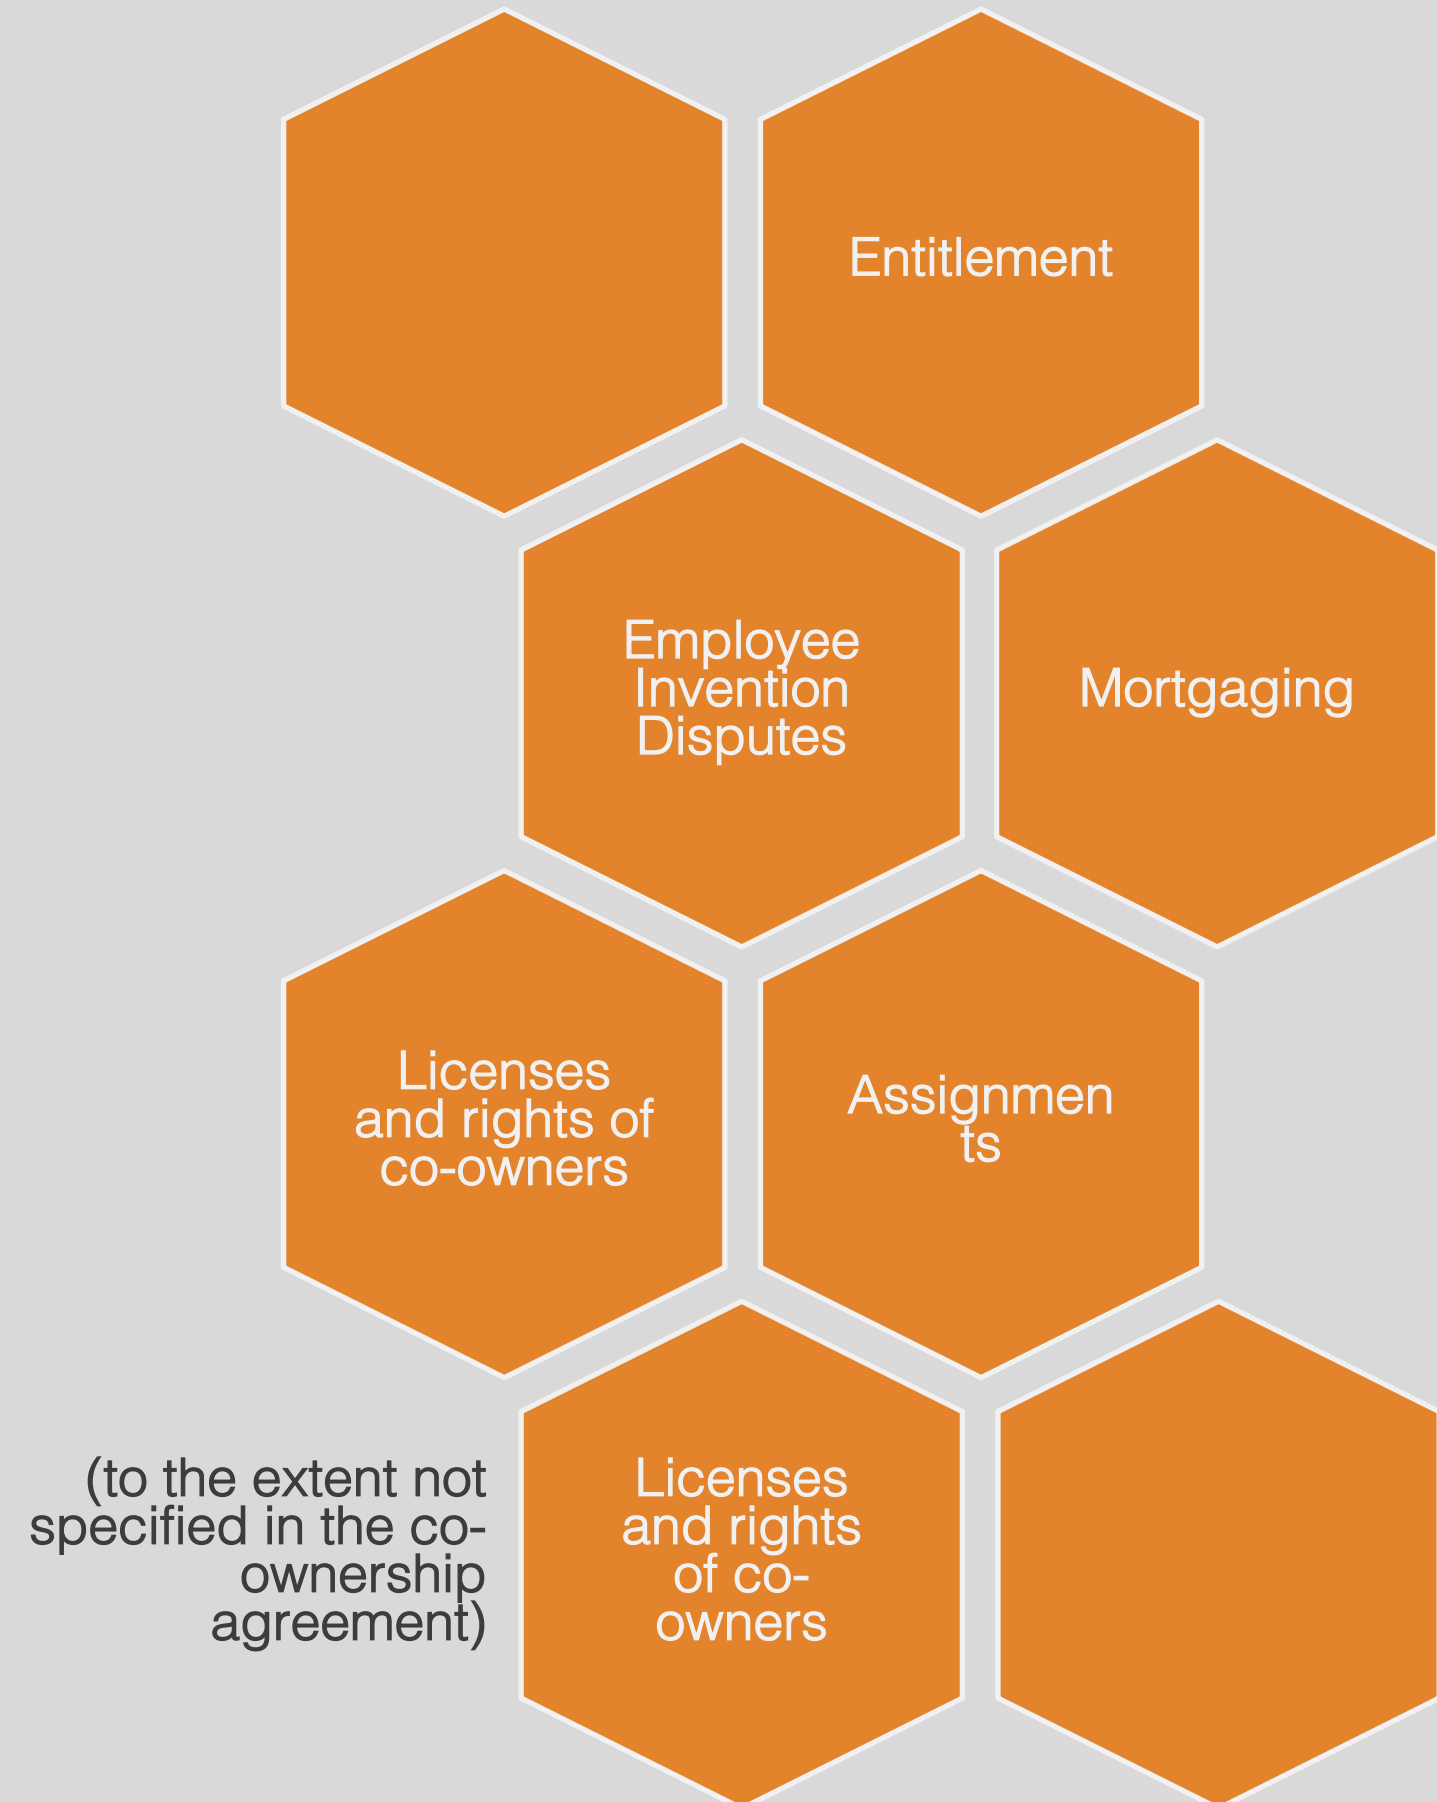 Entitlement
Employee
Invention
Disputes
Mortgaging
Licenses
and rights of
co-owners
Assignmen
ts
(to the extent not
specified in the co-
ownership
agreement)
Licenses
and rights
of co-
owners